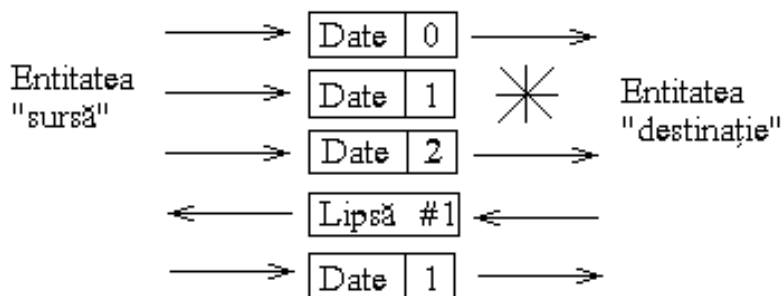 Date 0
Entitatea
"sursă"
Date 1
Entitatea
"destinație"
Date 2
Lipsă #1
Date 1